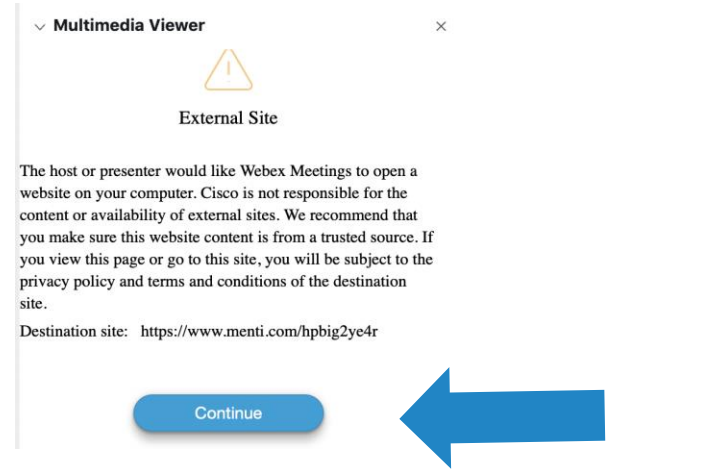 Multimedia Viewer
External Site
The host or presenter would like Webex Meetings to open a
website on your computer. Cisco is not responsible for the
content or availability of external sites. We recommend that
you make sure this website content is from a trusted source. If
you view this page or go to this site, you will be subject to the
privacy policy and terms and conditions of the destination
site.
Destination site: https://www.menti.com/hpbig2ye4r
Continue